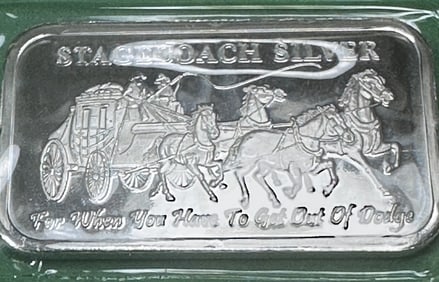 STAGECOACH SILVER
For When You Have To Get Out Of Dodge